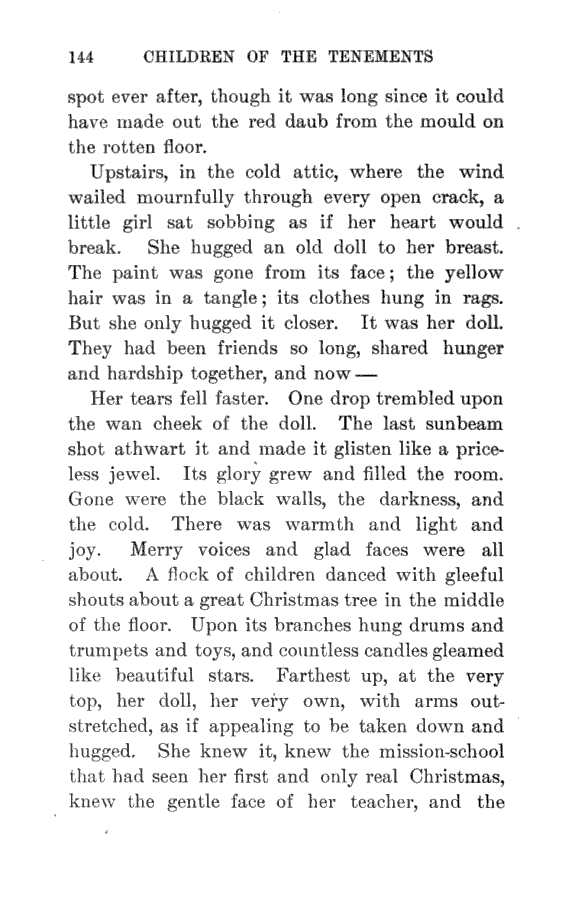 144 CHILDREN OF THE TENEMENTS
spot ever after, though it was long since it could
have made out the red daub from the mould on
the rotten floor.
Upstairs, in the cold attic, where the wind
wailed mournfully through every open crack, a
little girl sat sobbing as if her heart would
break. She hugged an old doll to her breast.
The paint was gone from its face; the yellow
hair was in a tangle; its clothes hung in rags.
But she only hugged it closer. It was her doll.
They had been friends so long, shared hunger
and hardship together, and now—
Her tears fell faster. One drop trembled upon
the wan cheek of the doll. The last sunbeam
shot athwart it and made it glisten like a price-
less jewel. Its glory grew and filled the room.
Gone were the black walls, the darkness, and
the cold. There was warmth and light and
joy. Merry voices and glad faces were all
about. A flock of children danced with gleeful
shouts about a great Christmas tree in the middle
of the floor. Upon its branches hung drums and
trumpets and toys, and countless candles gleamed
like beautiful stars. Farthest up, at the very
top, her doll, her very own, with arms out-
stretched, as if appealing to be taken down and
hugged. She knew it, knew the mission-school
that had seen her first and only real Christmas,
knew the gentle face of her teacher, and the